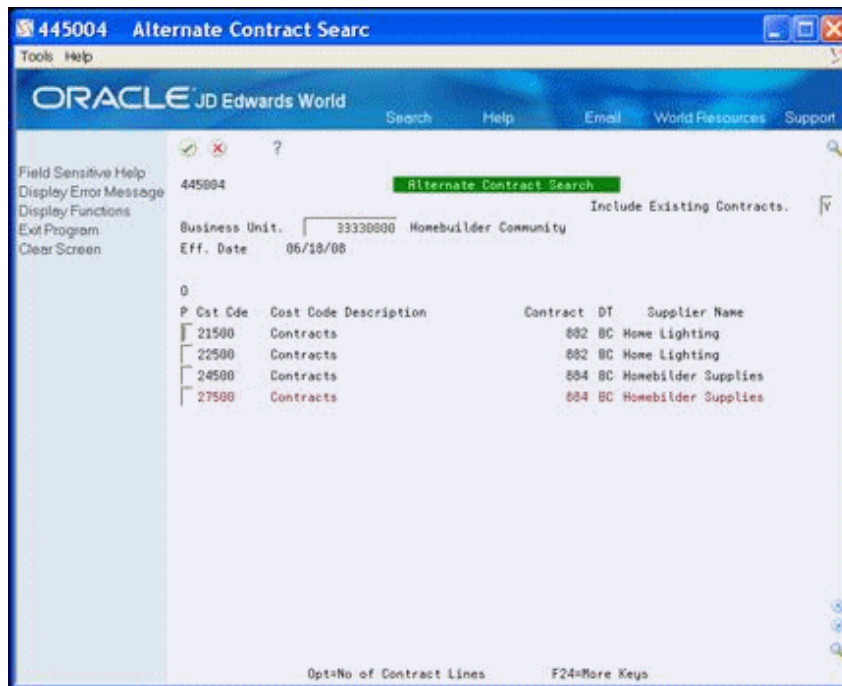 445004 Alternate Contract Searc
Tools Help
ORACLE JD Edwards World
Search Help Email World Resources Support
?
Field Sensitive Help
Display Error Message
Display Functions
Exit Program
Clear Screen
445004 Alternate Contract Search
Include Existing Contracts. Y
Business Unit. 33330000 Homebuilder Community
Eff. Date 06/18/08
O
P Cst Cde Cost Code Description Contract DT Supplier Name
21500 Contracts 882 BC Home Lighting
22500 Contracts 882 BC Home Lighting
24500 Contracts 884 BC Homebilder Supplies
27500 Contracts 884 BC Homebilder Supplies
Opt=No of Contract Lines F24=More Keys